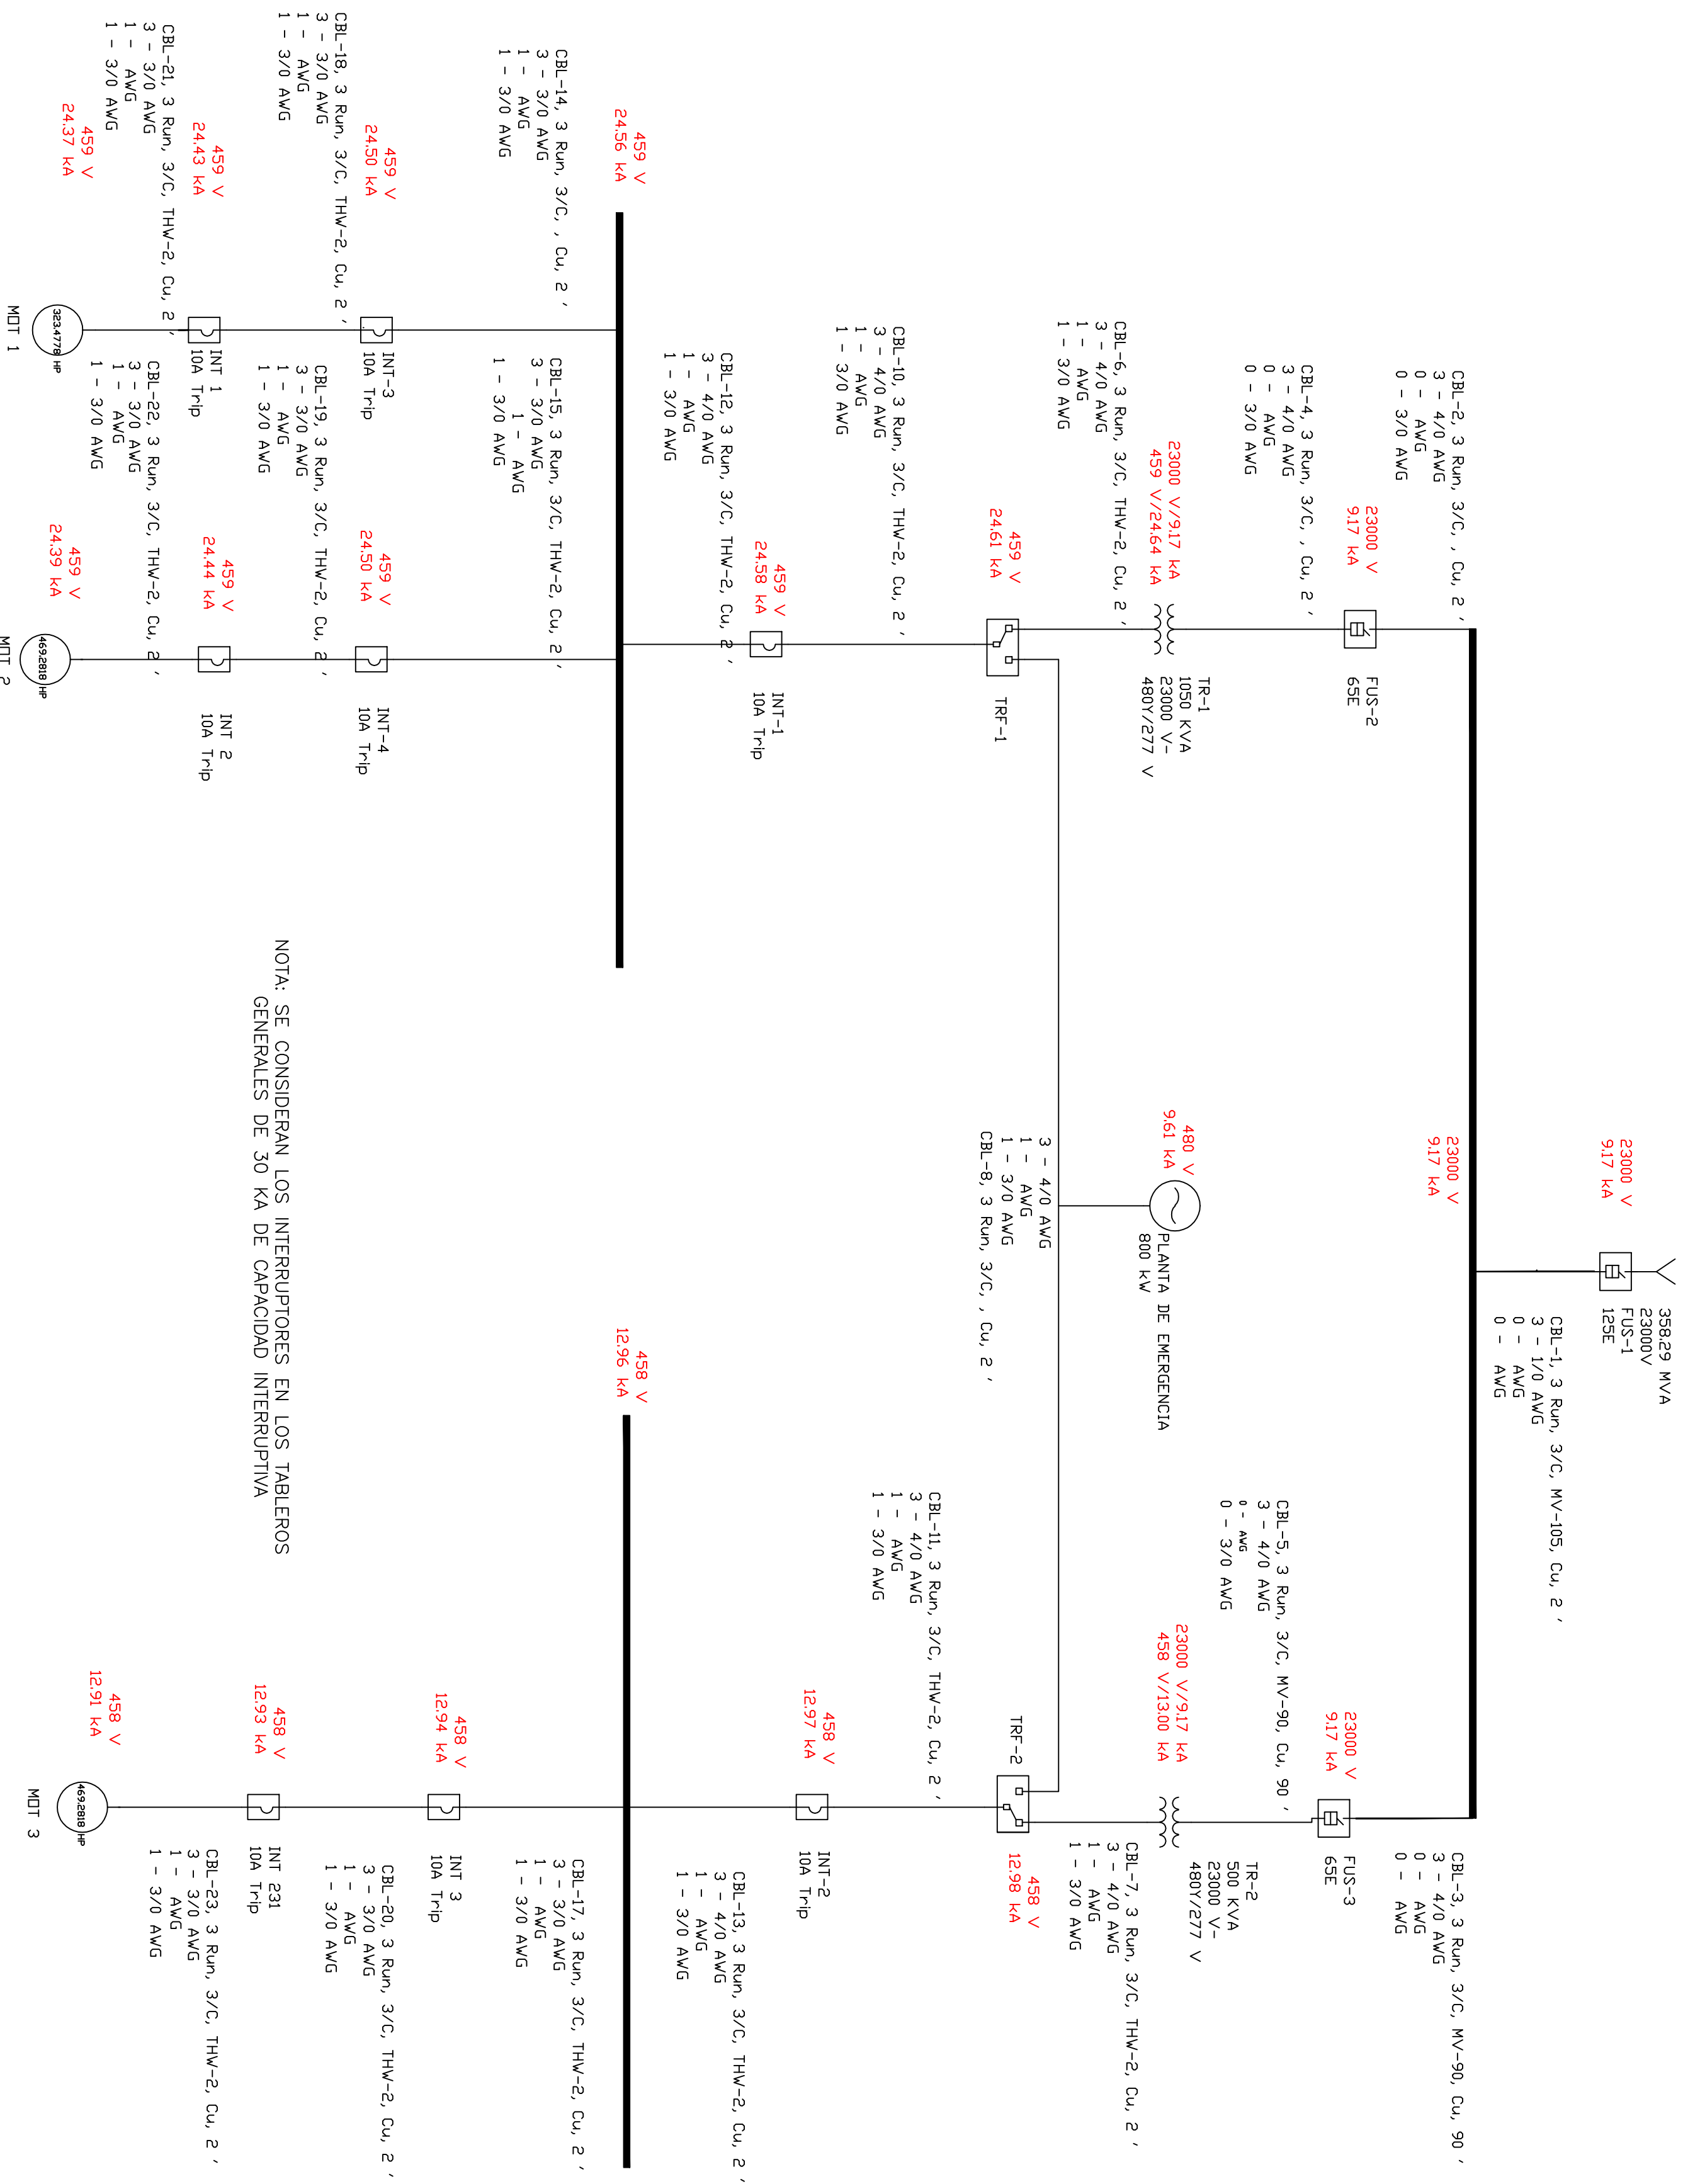 358.29 MVA
23000V
FUS-1
125E
23000 V
9.17 kA
CBL-1, 3 Run, 3/C, MV-105, Cu, 2 '
3 - 1/0 AWG
0 - AWG
0 - AWG
23000 V
9.17 kA
CBL-2, 3 Run, 3/C, , Cu, 2 '
3 - 4/0 AWG
0 - AWG
0 - 3/0 AWG
CBL-3, 3 Run, 3/C, MV-90, Cu, 90 '
3 - 4/0 AWG
0 - AWG
0 - AWG
23000 V
9.17 kA
FUS-2
65E
23000 V
9.17 kA
FUS-3
65E
CBL-4, 3 Run, 3/C, , Cu, 2 '
3 - 4/0 AWG
0 - AWG
0 - 3/0 AWG
CBL-5, 3 Run, 3/C, MV-90, Cu, 90 '
3 - 4/0 AWG
0 - AWG
0 - 3/0 AWG
23000 V/9.17 kA
459 V/24.64 kA
TR-1
1050 KVA
23000 V-
480Y/277 V
480 V
9.61 kA
PLANTA DE EMERGENCIA
800 kW
23000 V/9.17 kA
458 V/13.00 kA
TR-2
500 KVA
23000 V-
480Y/277 V
CBL-6, 3 Run, 3/C, THW-2, Cu, 2 '
3 - 4/0 AWG
1 - AWG
1 - 3/0 AWG
3 - 4/0 AWG
1 - AWG
1 - 3/0 AWG
CBL-8, 3 Run, 3/C, , Cu, 2 '
CBL-7, 3 Run, 3/C, THW-2, Cu, 2 '
3 - 4/0 AWG
1 - AWG
1 - 3/0 AWG
459 V
24.61 kA
TRF-1
TRF-2
458 V
12.98 kA
CBL-10, 3 Run, 3/C, THW-2, Cu, 2 '
3 - 4/0 AWG
1 - AWG
1 - 3/0 AWG
CBL-11, 3 Run, 3/C, THW-2, Cu, 2 '
3 - 4/0 AWG
1 - AWG
1 - 3/0 AWG
459 V
24.58 kA
INT-1
10A Trip
458 V
12.97 kA
INT-2
10A Trip
CBL-12, 3 Run, 3/C, THW-2, Cu, 2 '
3 - 4/0 AWG
1 - AWG
1 - 3/0 AWG
CBL-13, 3 Run, 3/C, THW-2, Cu, 2 '
3 - 4/0 AWG
1 - AWG
1 - 3/0 AWG
459 V
24.56 kA
458 V
12.96 kA
CBL-14, 3 Run, 3/C, , Cu, 2 '
3 - 3/0 AWG
1 - AWG
1 - 3/0 AWG
CBL-15, 3 Run, 3/C, THW-2, Cu, 2 '
3 - 3/0 AWG
1 - AWG
1 - 3/0 AWG
CBL-17, 3 Run, 3/C, THW-2, Cu, 2 '
3 - 3/0 AWG
1 - AWG
1 - 3/0 AWG
459 V
24.50 kA
INT-3
10A Trip
459 V
24.50 kA
INT-4
10A Trip
458 V
12.94 kA
INT 3
10A Trip
CBL-18, 3 Run, 3/C, THW-2, Cu, 2 '
3 - 3/0 AWG
1 - AWG
1 - 3/0 AWG
CBL-19, 3 Run, 3/C, THW-2, Cu, 2 '
3 - 3/0 AWG
1 - AWG
1 - 3/0 AWG
CBL-20, 3 Run, 3/C, THW-2, Cu, 2 '
3 - 3/0 AWG
1 - AWG
1 - 3/0 AWG
NOTA: SE CONSIDERAN LOS INTERRUPTORES EN LOS TABLEROS
GENERALES DE 30 KA DE CAPACIDAD INTERRUPTIVA
459 V
24.43 kA
INT 1
10A Trip
459 V
24.44 kA
INT 2
10A Trip
458 V
12.93 kA
INT 231
10A Trip
CBL-21, 3 Run, 3/C, THW-2, Cu, 2 '
3 - 3/0 AWG
1 - AWG
1 - 3/0 AWG
CBL-22, 3 Run, 3/C, THW-2, Cu, 2 '
3 - 3/0 AWG
1 - AWG
1 - 3/0 AWG
CBL-23, 3 Run, 3/C, THW-2, Cu, 2 '
3 - 3/0 AWG
1 - AWG
1 - 3/0 AWG
459 V
24.37 kA
323.4778 HP
MOT 1
459 V
24.39 kA
469.2818 HP
MOT 2
458 V
12.91 kA
469.2818 HP
MOT 3